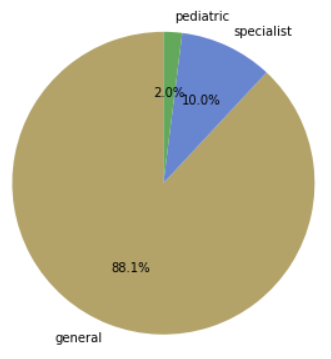 pediatric
specialist
2.0%
10.0%
88.1%
general